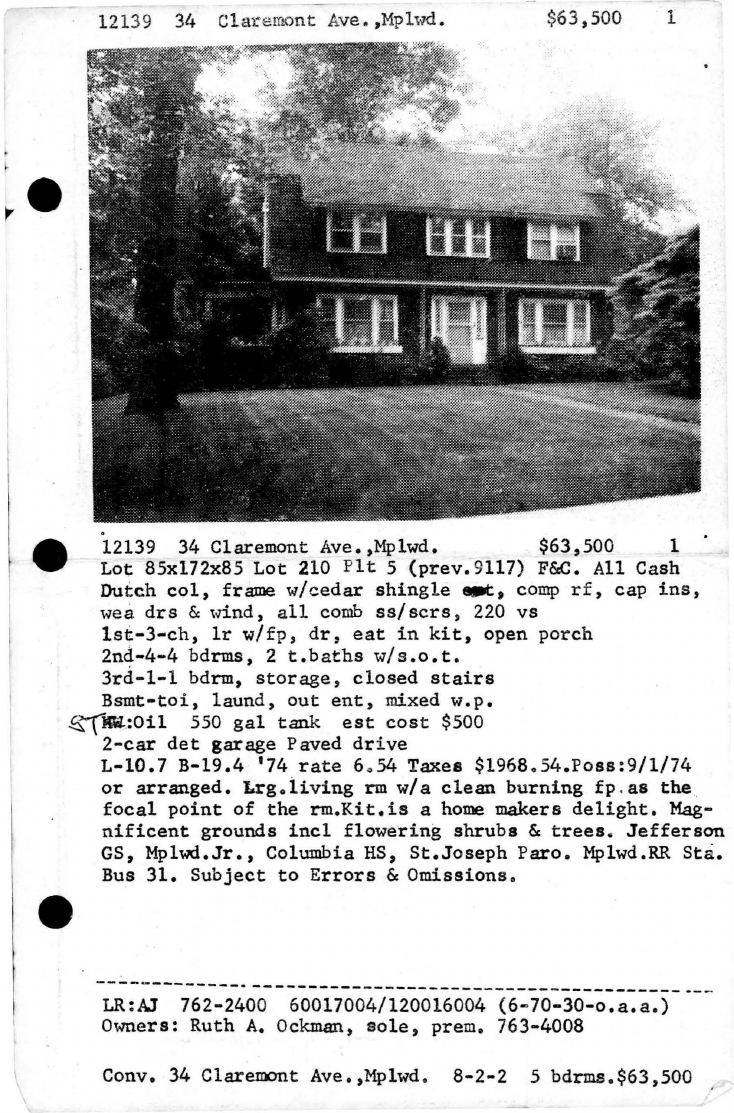 12139 34 Claremont Ave.,Mplwd. $63,500 1
12139 34 Claremont Ave.,Mplwd. $63,500 1
Lot 85x172x85 Lot 210 Plt 5 (prev.9117) F&C. All Cash
Dutch col, frame w/cedar shingle , comp rf, cap ins,
wea drs & wind, all comb ss/scrs, 220 vs
1st-3-ch, lr w/fp, dr, eat in kit, open porch
2nd-4-4 bdrms, 2 t.baths w/s.o.t.
3rd-1-1 bdrm, storage, closed stairs
Bsmt-toi, laund, out ent, mixed w.p.
ST :Oil 550 gal tank est cost $500
2-car det garage Paved drive
L-10.7 B-19.4 '74 rate 6.54 Taxes $1968.54.Poss:9/1/74
or arranged. Lrg.living rm w/a clean burning fp.as the
focal point of the rm.Kit.is a home makers delight. Mag-
nificent grounds incl flowering shrubs & trees. Jefferson
GS, Mplwd.Jr., Columbia HS, St.Joseph Paro. Mplwd.RR Sta.
Bus 31. Subject to Errors & Omissions.
LR:AJ 762-2400 60017004/120016004 (6-70-30-o.a.a.)
Owners: Ruth A. Ockman, sole, prem. 763-4008
Conv. 34 Claremont Ave.,Mplwd. 8-2-2 5 bdrms.$63,500